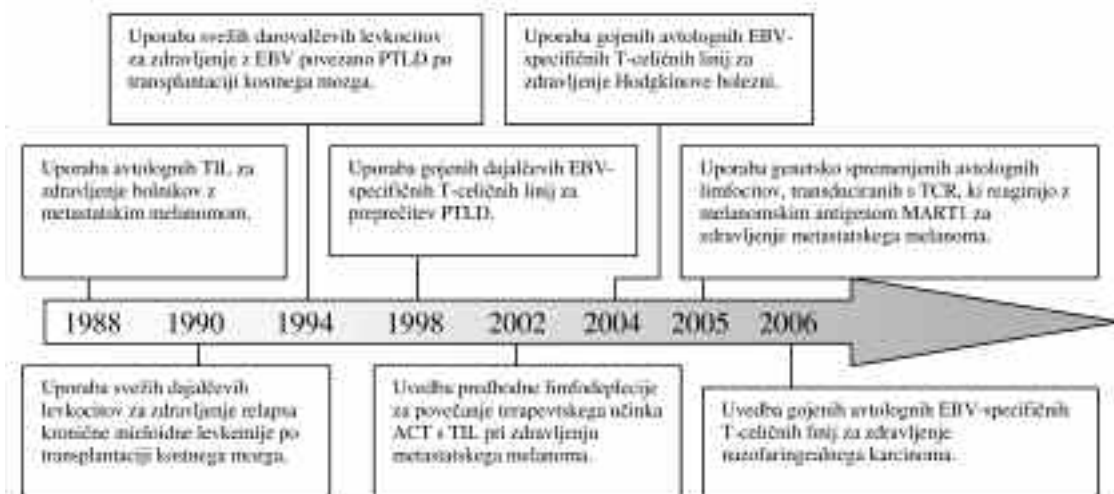 Uporaba svežih darovalčevih levkocitov
za zdravljenje z EBV povezano PTLD po
transplantaciji kostnega mozga.
Uporaba gojenih avtolognih EBV-
specifičnih T-celičnih linij za
zdravljenje Hodgkinove bolezni.
Uporaba avtolognih TIL za
zdravljenje bolnikov z
metastatskim melanomom.
Uporaba gojenih dajalčevih EBV-
specifičnih T-celičnih linij za
preprečitev PTLD.
Uporaba genetsko spremenjenih avtolognih
limfocitov, transduciranih s TCR, ki reagirajo z
melanomskim antigenom MART1 za
zdravljenje metastatskega melanoma.
1988 1990 1994 1998 2002 2004 2005 2006
Uporaba svežih dajalčevih
levkocitov za zdravljenje relapsa
kronične mieloidne levkemije po
transplantaciji kostnega mozga.
Uvedba predhodne limfodeplecije
za povečanje terapevtskega učinka
ACT s TIL pri zdravljenju
metastatskega melanoma.
Uvedba gojenih avtolognih EBV-specifičnih
T-celičnih linij za zdravljenje
nazofaringealnega karcinoma.